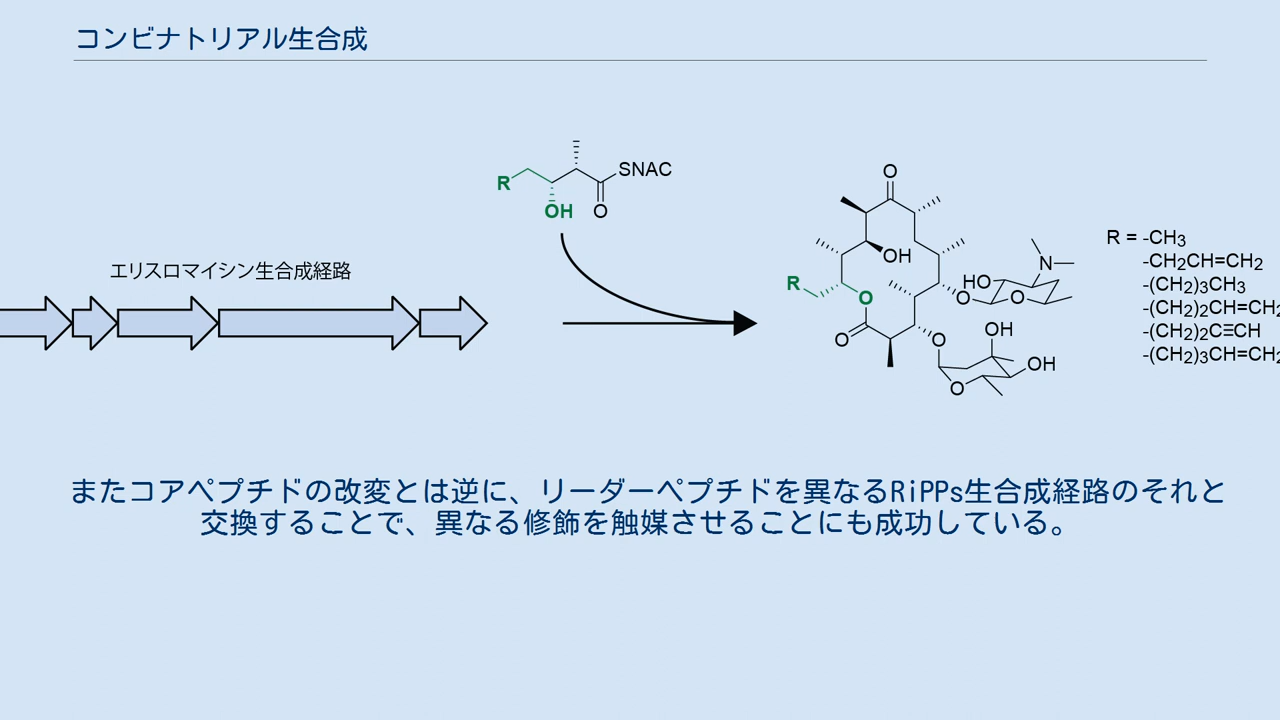 コンビナトリアル生合成
エリスロマイシン生合成経路
R
OH
O
SNAC
O
OH
R
O
O
O
HO
N
O
O
OH
OH
O
R = -CH3
-CH2CH=CH2
-(CH2)3CH3
-(CH2)2CH=CH2
-(CH2)2C≡CH
-(CH2)3CH=CH2
またコアペプチドの改変とは逆に、リーダーペプチドを異なるRiPPs生合成経路のそれと
交換することで、異なる修飾を触媒させることにも成功している。